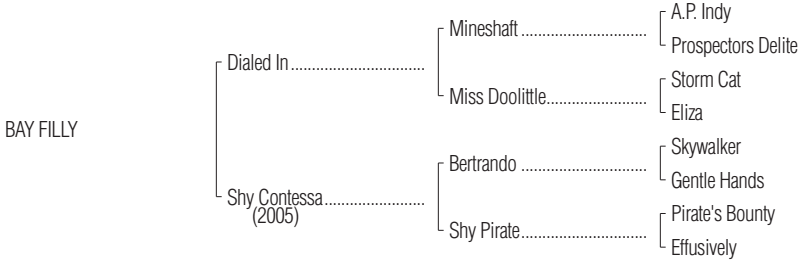 A.P. Indy
Mineshaft ..............................
Prospectors Delite
Dialed In.................................
Storm Cat
Miss Doolittle........................
Eliza
BAY FILLY
Skywalker
Bertrando ..............................
Gentle Hands
Shy Contessa........................
(2005)
Pirate's Bounty
Shy Pirate..............................
Effusively